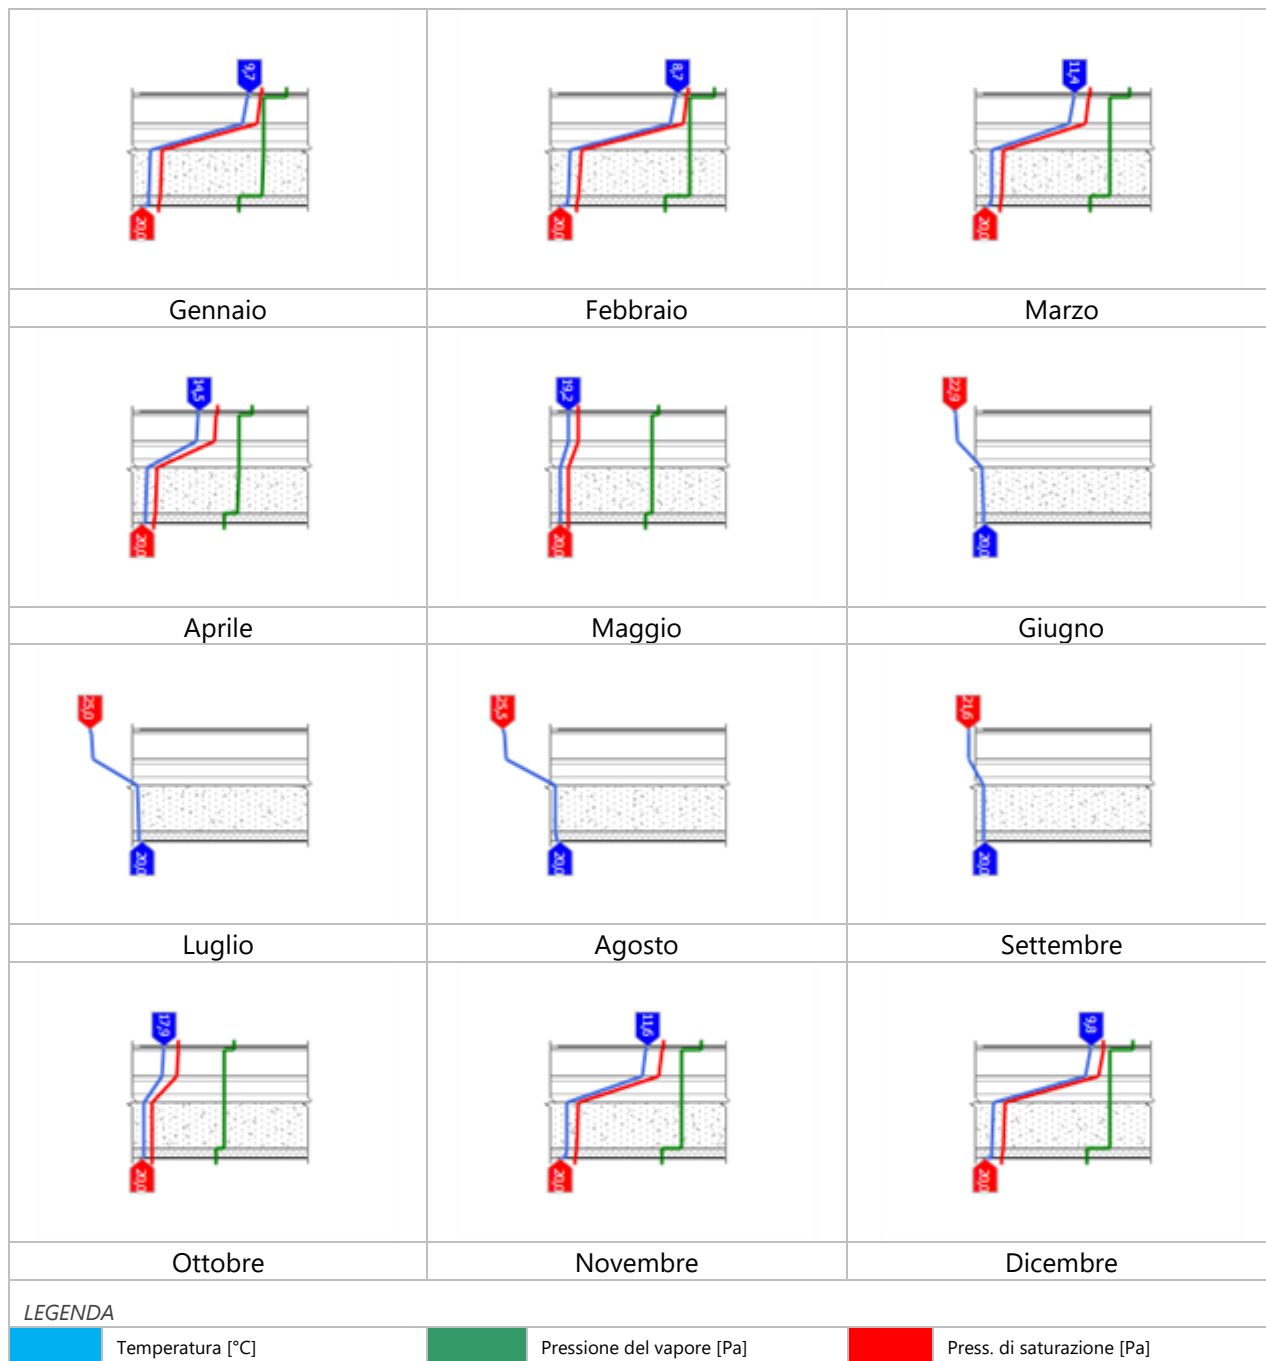 9,7 8,7 11,4
20,0 20,0 20,0
Gennaio Febbraio Marzo
14,5 19,2 22,9
20,0 20,0 20,0
Aprile Maggio Giugno
25,0 25,5 21,6
20,0 20,0 20,0
Luglio Agosto Settembre
17,9 11,6 9,8
20,0 20,0 20,0
Ottobre Novembre Dicembre
LEGENDA
Temperatura [°C] Pressione del vapore [Pa] Press. di saturazione [Pa]